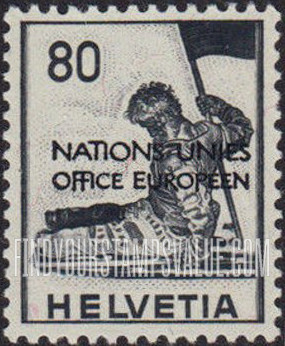 80
NATIONS UNIES
OFFICE EUROPEEN
FINDYOURSTAMPSVALUE.COM
HELVETIA